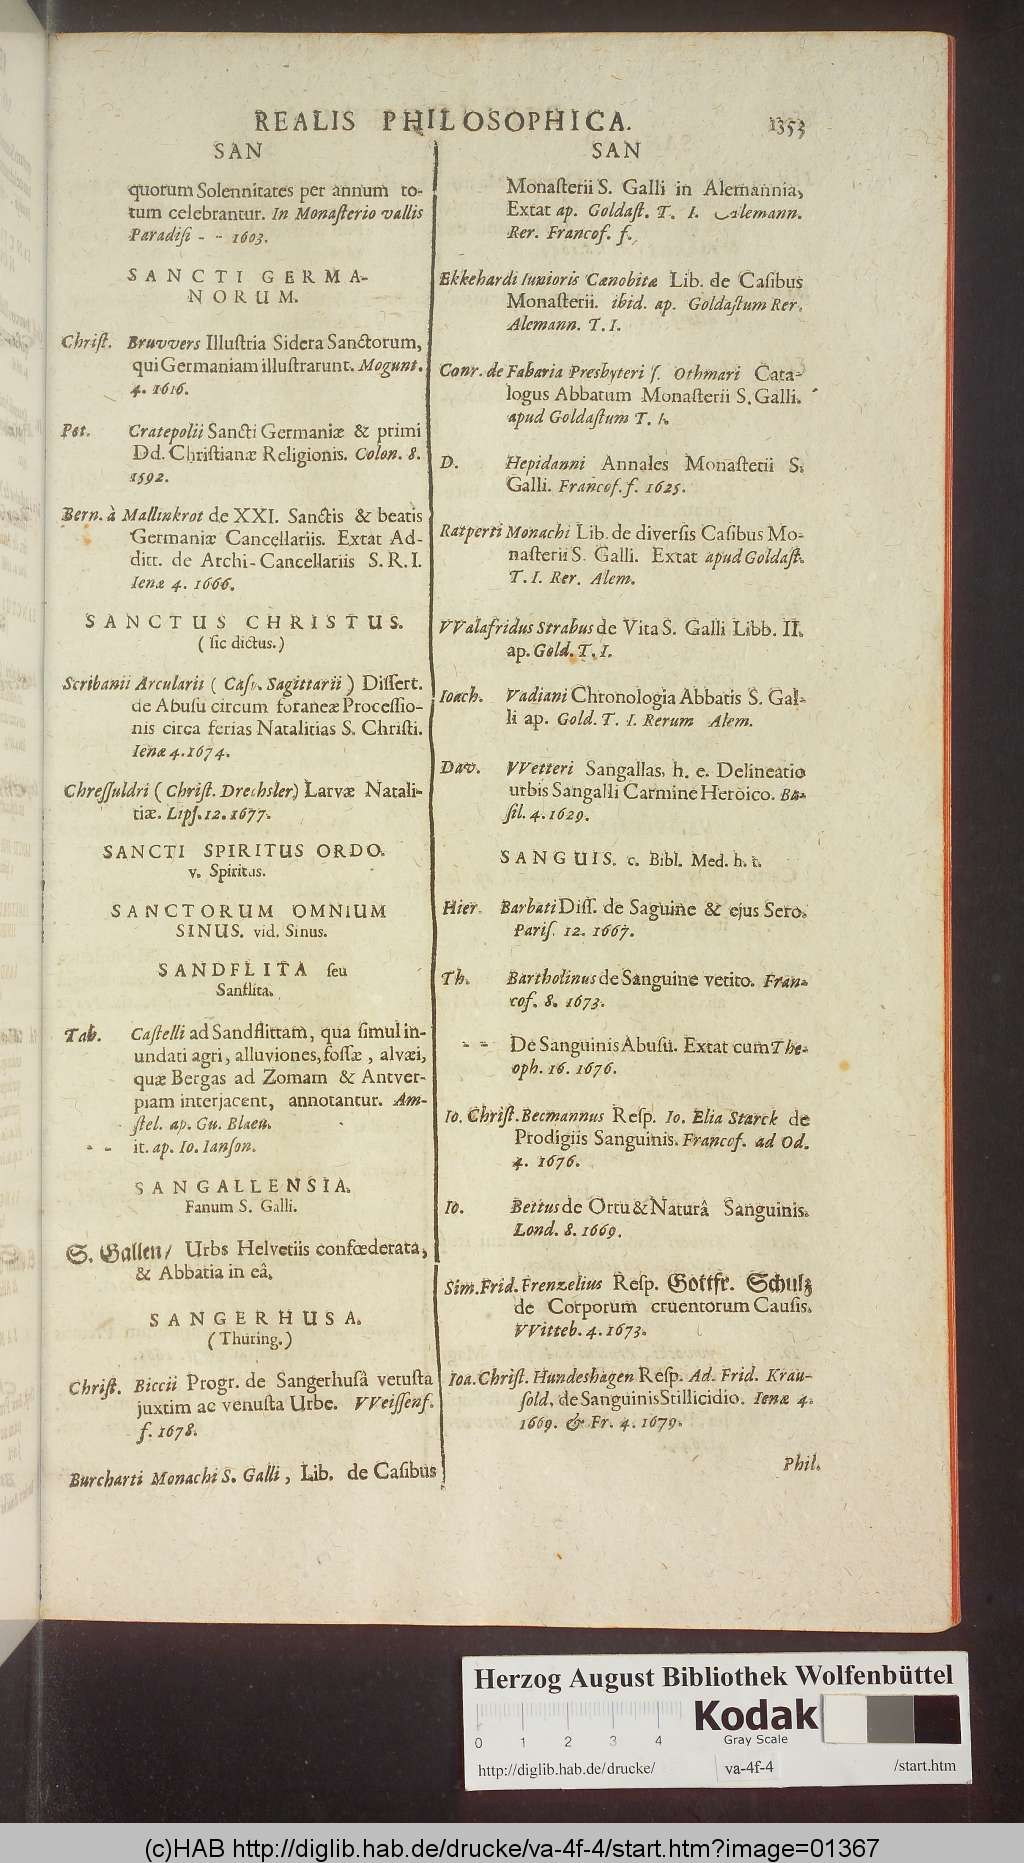 REALIS PHILOSOPHICA. 1353
SAN
quorum Solennitates per annum to-
tum celebrantur. In Monaſterio vallis
Paradiſi - - 1603.
SANCTI GERMA-
NORUM.
Chriſt. Bruvvers Illuſtria Sidera Sanctorum,
qui Germaniam illuſtrarunt. Mogunt.
4. 1616.
Pet. Cratepolii Sancti Germaniæ & primi
Dd. Chriſtianæ Religionis. Colon. 8.
1592.
Bern. à Mallinkrot de XXI. Sanctis & beatis
Germaniæ Cancellariis. Extat Ad-
ditt. de Archi-Cancellariis S. R. I.
Ienæ 4. 1666.
SANCTUS CHRISTUS.
(ſic dictus.)
Scribanii Arcularii (Caſp. Sagittarii) Diſſert.
de Abuſu circum foraneæ Proceſſio-
nis circa ferias Natalitias S. Chriſti.
Ienæ 4. 1674.
Chreſſuldri (Chriſt. Drechsler) Larvæ Natali-
tiæ. Lipſ. 12. 1677.
SANCTI SPIRITUS ORDO.
v. Spiritus.
SANCTORUM OMNIUM
SINUS. vid. Sinus.
SANDFLITA ſeu
Sanflita.
Tab. Caſtelli ad Sandflittam, qua ſimul in-
undati agri, alluviones, foſſæ, alvæi,
quæ Bergas ad Zomam & Antver-
piam interjacent, annotantur. Am-
ſtel. ap. Gu. Blaeu.
- - it. ap. Io. Ianſon.
SANGALLENSIA.
Fanum S. Galli.
S. Gallen/ Urbs Helvetiis confœderata,
& Abbatia in eâ.
SANGERHUSA.
(Thuring.)
Chriſt. Biccii Progr. de Sangerhuſâ vetuſta
juxtim ac venuſta Urbe. VVeiſſenf.
f. 1678.
Burcharti Monachi S. Galli, Lib. de Caſibus
SAN
Monaſterii S. Galli in Alemannia,
Extat ap. Goldaſt. T. I. Alemann.
Rer. Francof. f.
Ekkehardi Iunioris Cœnobitæ Lib. de Caſibus
Monaſterii. ibid. ap. Goldaſtum Rer.
Alemann. T. I.
Conr. de Fabaria Presbyteri ſ. Othmari Cata-
logus Abbatum Monaſterii S. Galli.
apud Goldaſtum T. I.
D. Hepidanni Annales Monaſterii S.
Galli. Francof. f. 1625.
Ratperti Monachi Lib. de diverſis Caſibus Mo-
naſterii S. Galli. Extat apud Goldaſt.
T. I. Rer. Alem.
VValafridus Strabus de Vita S. Galli Libb. II.
ap. Gold. T. I.
Ioach. Vadiani Chronologia Abbatis S. Gal-
li ap. Gold. T. I. Rerum Alem.
Dav. VVetteri Sangallas, h. e. Delineatio
urbis Sangalli Carmine Heroico. Ba-
ſil. 4. 1629.
SANGUIS. c. Bibl. Med. h. t.
Hier. Barbati Diſſ. de Saguine & ejus Sero.
Pariſ. 12. 1667.
Th. Bartholinus de Sanguine vetito. Fran-
cof. 8. 1673.
- - De Sanguinis Abuſu. Extat cum The-
oph. 16. 1676.
Io. Chriſt. Becmannus Reſp. Io. Elia Starck de
Prodigiis Sanguinis. Francof. ad Od.
4. 1676.
Io. Bettus de Ortu & Naturâ Sanguinis.
Lond. 8. 1669.
Sim. Frid. Frenzelius Reſp. Gottfr. Schulz
de Corporum cruentorum Cauſis.
VVitteb. 4. 1673.
Ioa. Chriſt. Hundeshagen Reſp. Ad. Frid. Krau-
ſold, de Sanguinis Stillicidio. Ienæ 4.
1669. & Fr. 4. 1679.
Phil.
Herzog August Bibliothek Wolfenbüttel
0 1 2 3 4
Kodak
Gray Scale
http://diglib.hab.de/drucke/ va-4f-4 /start.htm
(c)HAB http://diglib.hab.de/drucke/va-4f-4/start.htm?image=01367